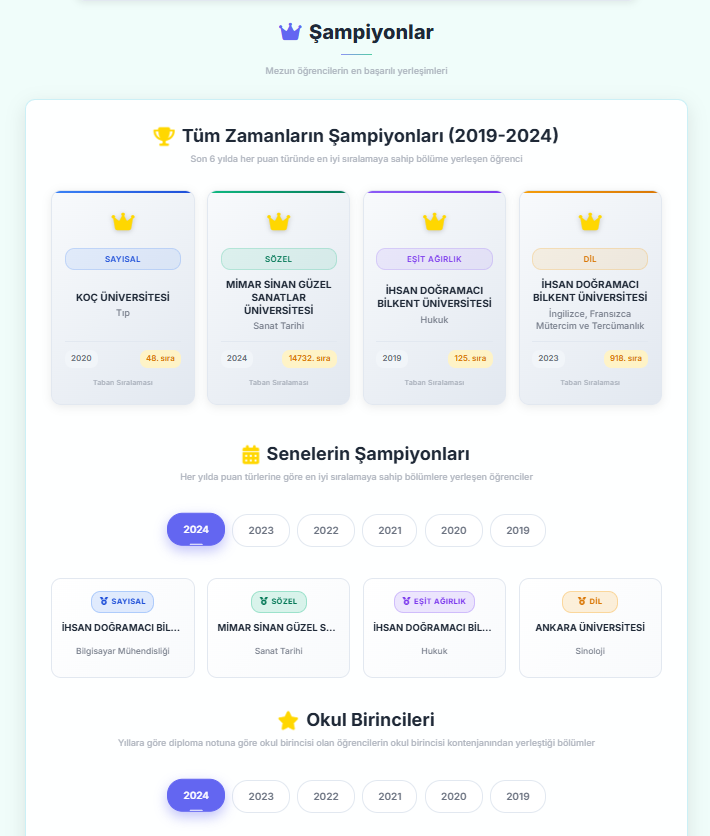 Şampiyonlar
Mezun öğrencilerin en başarılı yerleşimleri
Tüm Zamanların Şampiyonları (2019-2024)
Son 6 yılda her puan türünde en iyi sıralamaya sahip bölüme yerleşen öğrenci
SAYISAL
KOÇ ÜNİVERSİTESİ
Tıp
2020
48. sıra
Taban Sıralaması
SÖZEL
MİMAR SİNAN GÜZEL
SANATLAR
ÜNİVERSİTESİ
Sanat Tarihi
2024
14732. sıra
Taban Sıralaması
EŞİT AĞIRLIK
İHSAN DOĞRAMACI
BİLKENT ÜNİVERSİTESİ
Hukuk
2019
125. sıra
Taban Sıralaması
DİL
İHSAN DOĞRAMACI
BİLKENT ÜNİVERSİTESİ
İngilizce, Fransızca
Mütercim ve Tercümanlık
2023
918. sıra
Taban Sıralaması
Senelerin Şampiyonları
Her yılda puan türlerine göre en iyi sıralamaya sahip bölümlere yerleşen öğrenciler
2024 2023 2022 2021 2020 2019
SAYISAL
İHSAN DOĞRAMACI BİL...
Bilgisayar Mühendisliği
SÖZEL
MİMAR SİNAN GÜZEL S...
Sanat Tarihi
EŞİT AĞIRLIK
İHSAN DOĞRAMACI BİL...
Hukuk
DİL
ANKARA ÜNİVERSİTESİ
Sinoloji
Okul Birincileri
Yıllara göre diploma notuna göre okul birincisi olan öğrencilerin okul birincisi kontenjanından yerleştiği bölümler
2024 2023 2022 2021 2020 2019